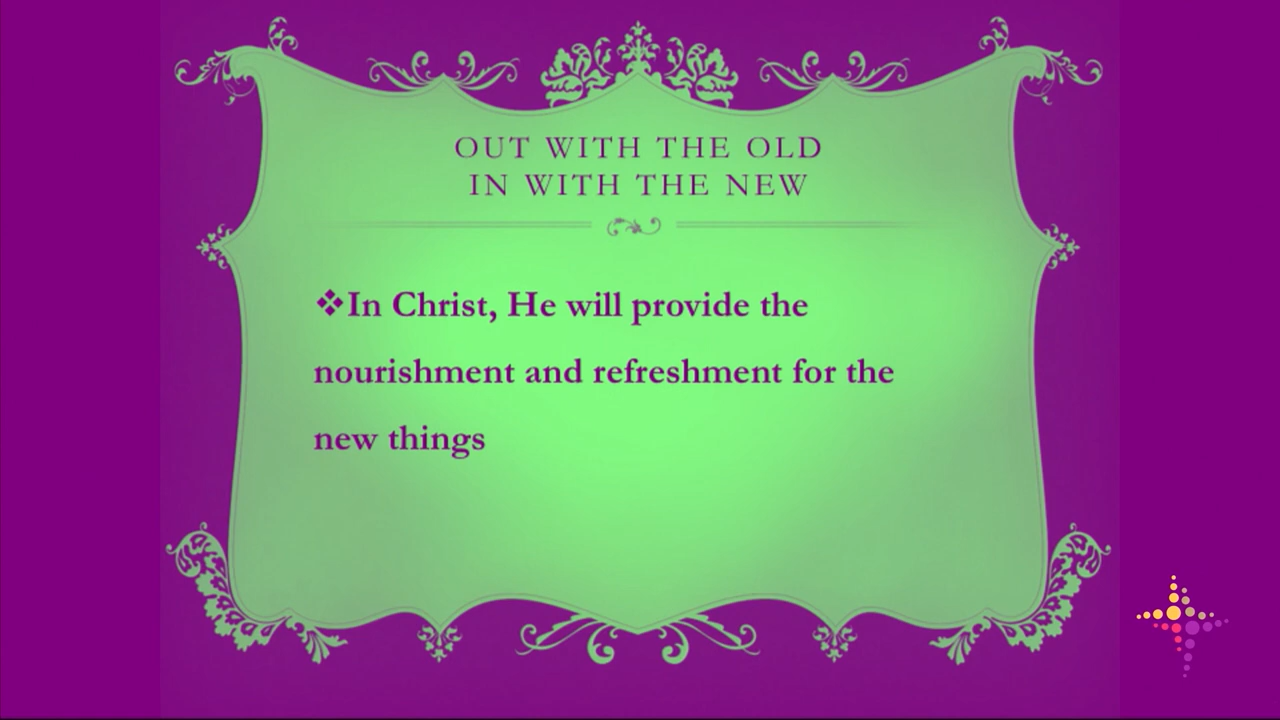 OUT WITH THE OLD
IN WITH THE NEW
❖In Christ, He will provide the
nourishment and refreshment for the
new things